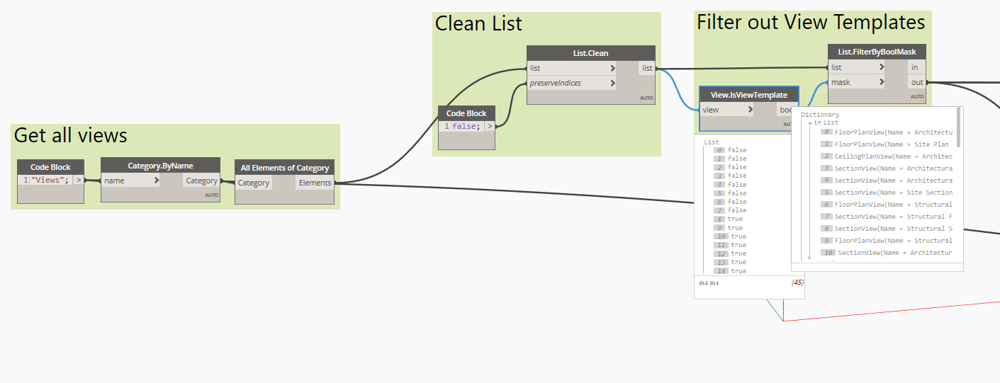 Get all views
Code Block
1 "Views"; >
Category.ByName
name > Category
AUTO
All Elements of Category
Category Elements
Clean List
List.Clean
list > list
preserveIndices >
AUTO
Code Block
1 false; >
Filter out View Templates
List.FilterByBoolMask
list > in
mask > out
AUTO
View.IsViewTemplate
view > boo
AU
List
0 false
1 false
2 false
3 false
4 false
5 false
6 false
7 false
8 true
9 true
10 true
11 true
12 true
13 true
14 true
@L2 @L1 {45}
Dictionary
in List
0 FloorPlanView(Name = Architectu
1 FloorPlanView(Name = Site Plan
2 CeilingPlanView(Name = Architec
3 SectionView(Name = Architectura
4 SectionView(Name = Architectura
5 SectionView(Name = Site Section
6 FloorPlanView(Name = Structural
7 SectionView(Name = Structural F
8 SectionView(Name = Structural S
9 FloorPlanView(Name = Structural
10 SectionView(Name = Architectur